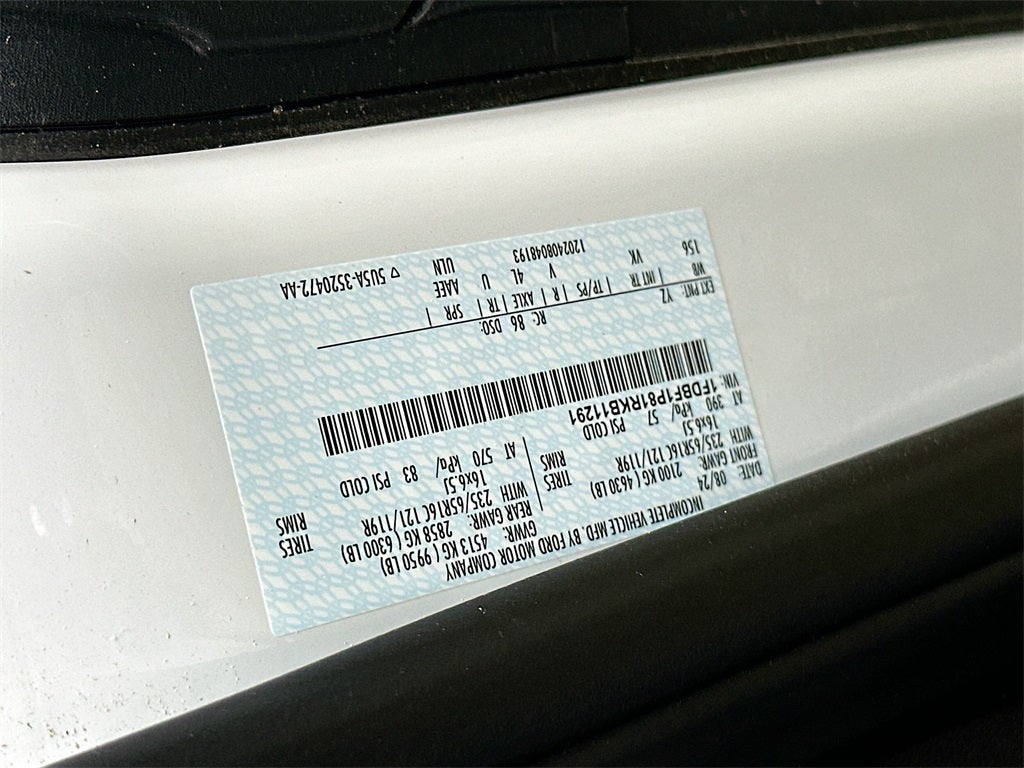 INCOMPLETE VEHICLE MFD. BY FORD MOTOR COMPANY
DATE: 08/24 GVWR: 4513 KG ( 9950 LB)
FRONT GAWR: 2100 KG ( 4630 LB) REAR GAWR: 2858 KG ( 6300 LB)
WITH 235/65R16C 121/119R TIRES WITH 235/65R16C 121/119R TIRES
16x6.5J RIMS 16x6.5J RIMS
AT 390 kPa/ 57 PSI COLD AT 570 kPa/ 83 PSI COLD
VIN: 1FDBF1P81RKB11291
EXT PNT: YZ RC: 86 DSO:
WB INT TR TP/PS R AXLE TR SPR
156 VK V 4L U AAEE ULN
1202408048193 5U5A-3520472-AA